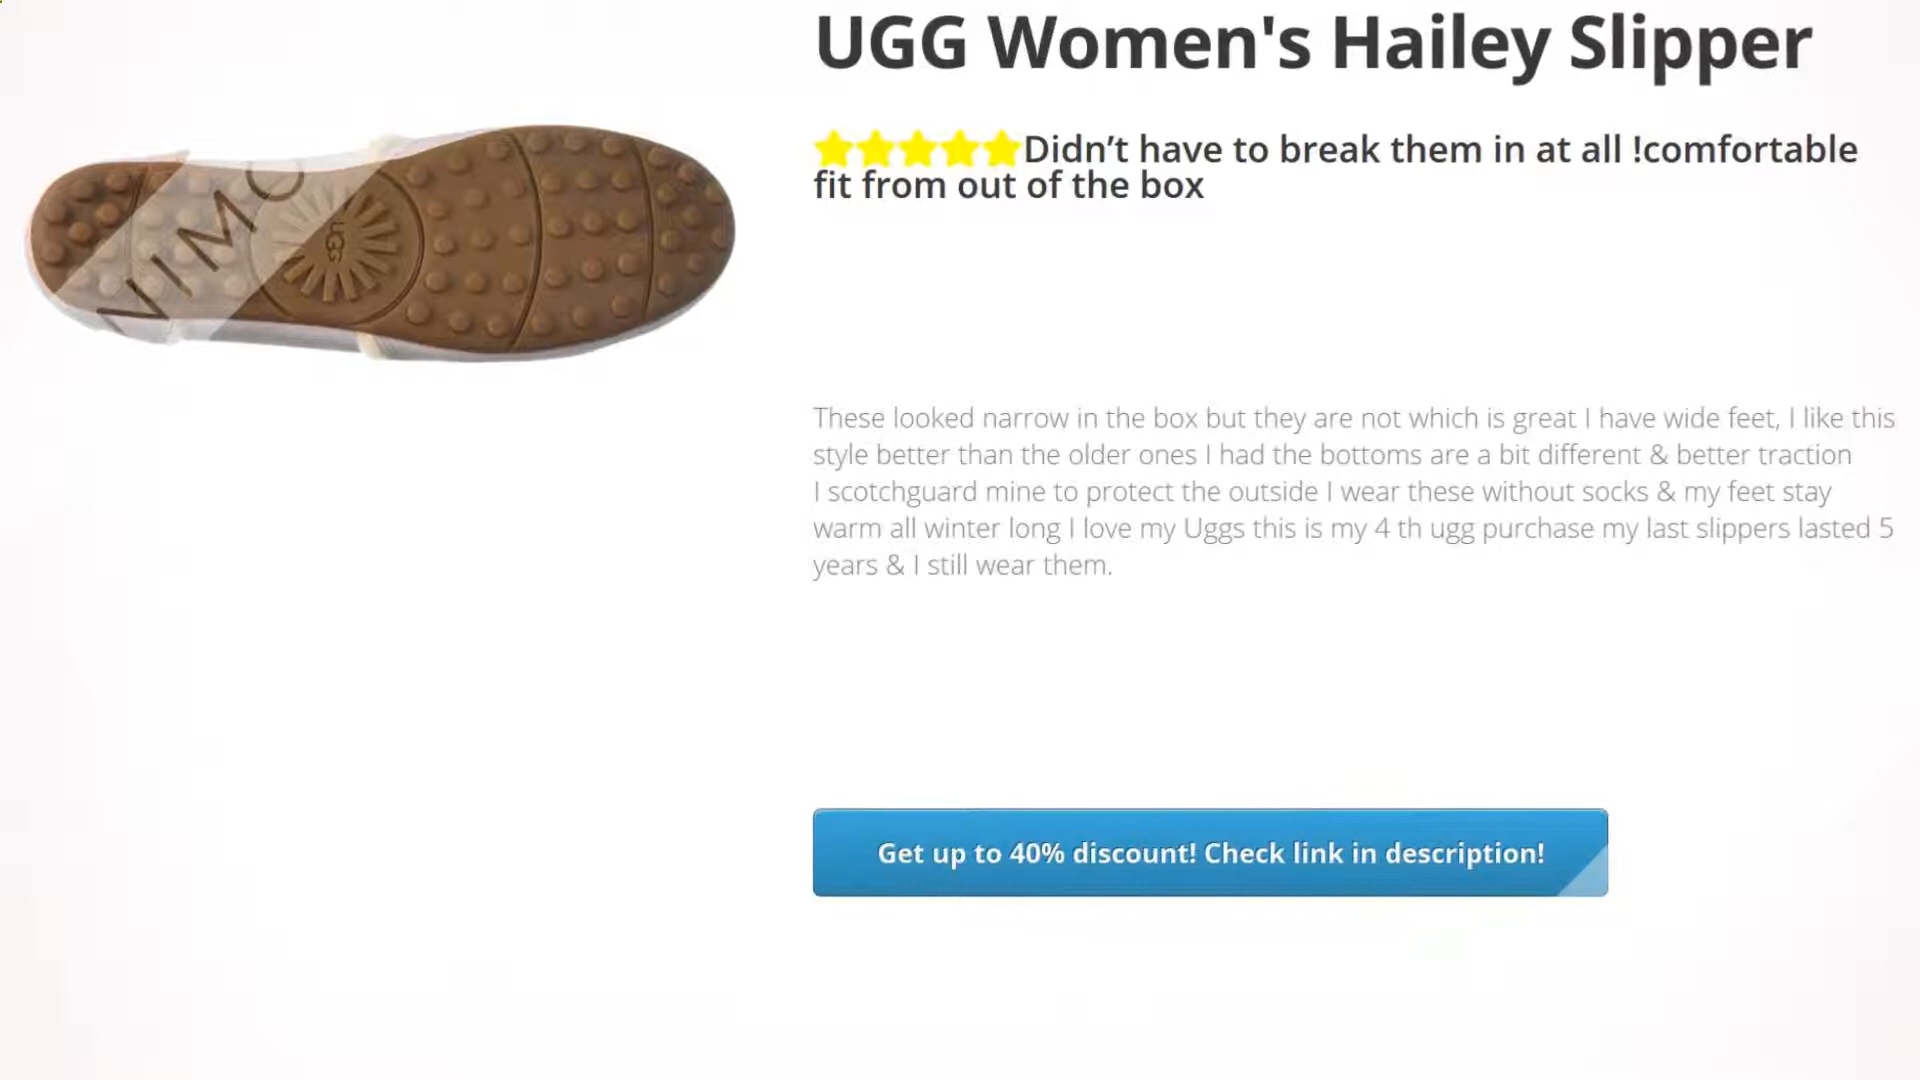 UGG Women's Hailey Slipper
Didn’t have to break them in at all !comfortable
fit from out of the box
UGG
These looked narrow in the box but they are not which is great I have wide feet, I like this
style better than the older ones I had the bottoms are a bit different & better traction
I scotchguard mine to protect the outside I wear these without socks & my feet stay
warm all winter long I love my Uggs this is my 4 th ugg purchase my last slippers lasted 5
years & I still wear them.
Get up to 40% discount! Check link in description!